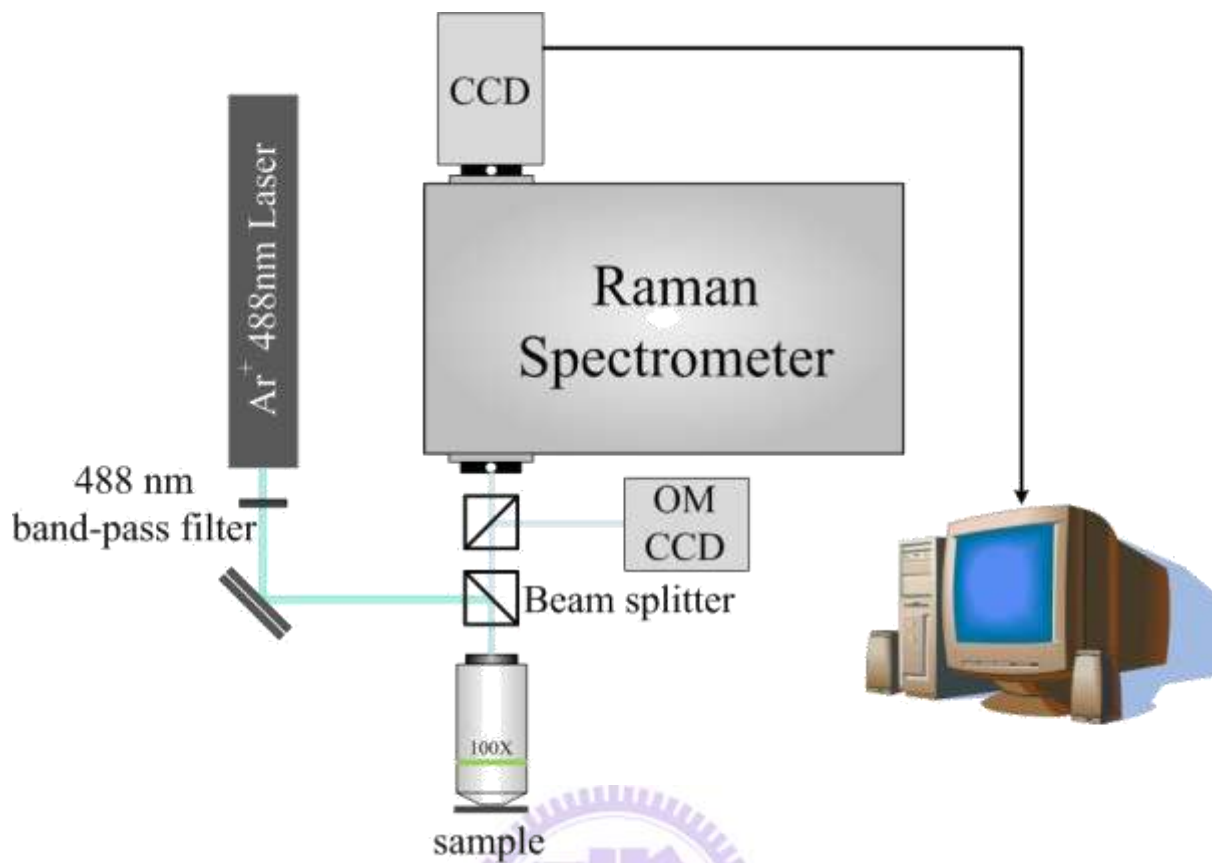 CCD
Ar⁺ 488nm Laser
Raman
Spectrometer
488 nm
band-pass filter
OM
CCD
Beam splitter
100X
sample